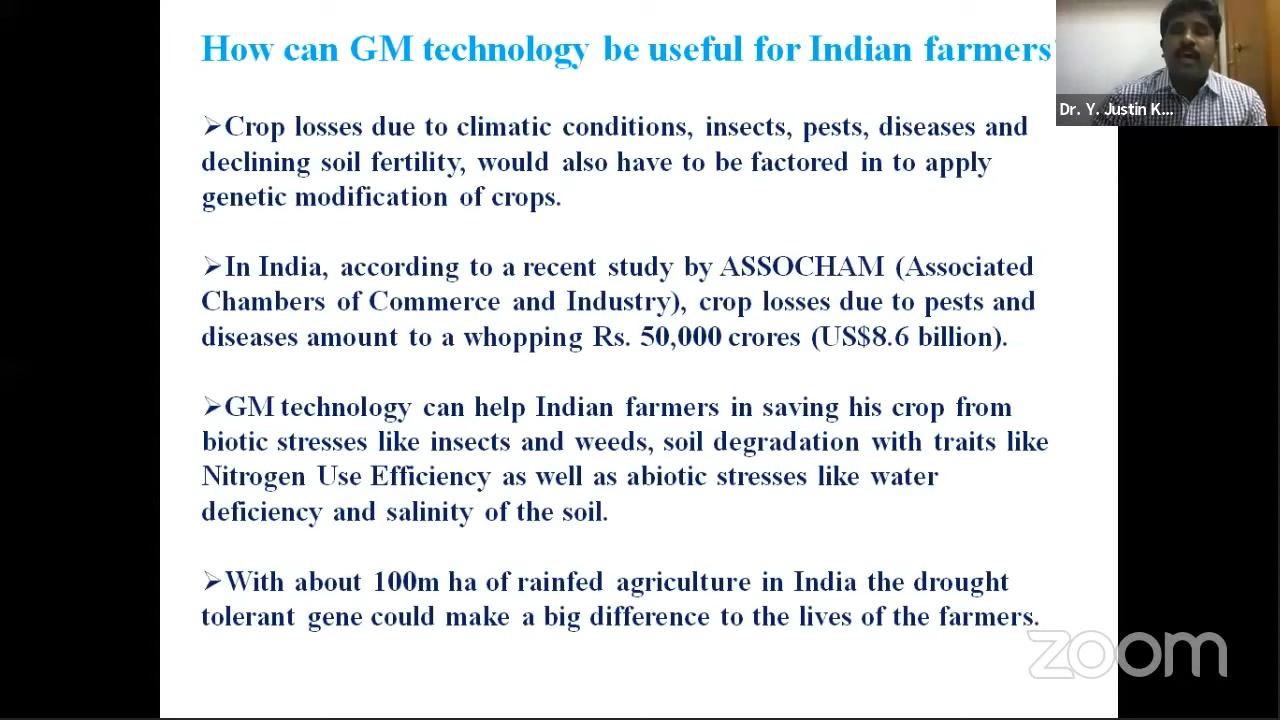 How can GM technology be useful for Indian farmers
Dr. Y. Justin K...
➢Crop losses due to climatic conditions, insects, pests, diseases and
declining soil fertility, would also have to be factored in to apply
genetic modification of crops.
➢In India, according to a recent study by ASSOCHAM (Associated
Chambers of Commerce and Industry), crop losses due to pests and
diseases amount to a whopping Rs. 50,000 crores (US$8.6 billion).
➢GM technology can help Indian farmers in saving his crop from
biotic stresses like insects and weeds, soil degradation with traits like
Nitrogen Use Efficiency as well as abiotic stresses like water
deficiency and salinity of the soil.
➢With about 100m ha of rainfed agriculture in India the drought
tolerant gene could make a big difference to the lives of the farmers.
zoom